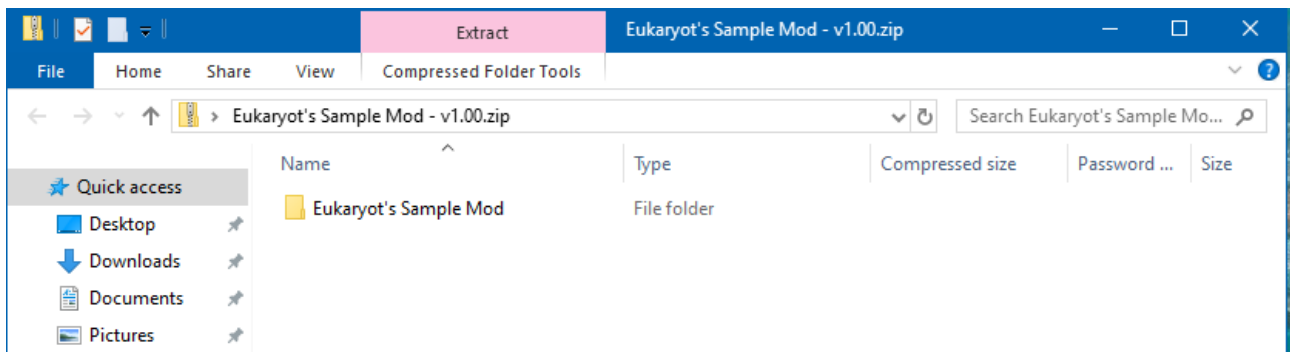 Extract Eukaryot's Sample Mod - v1.00.zip
File Home Share View Compressed Folder Tools
Eukaryot's Sample Mod - v1.00.zip Search Eukaryot's Sample Mo...
Name Type Compressed size Password ... Size
Quick access
Eukaryot's Sample Mod File folder
Desktop
Downloads
Documents
Pictures